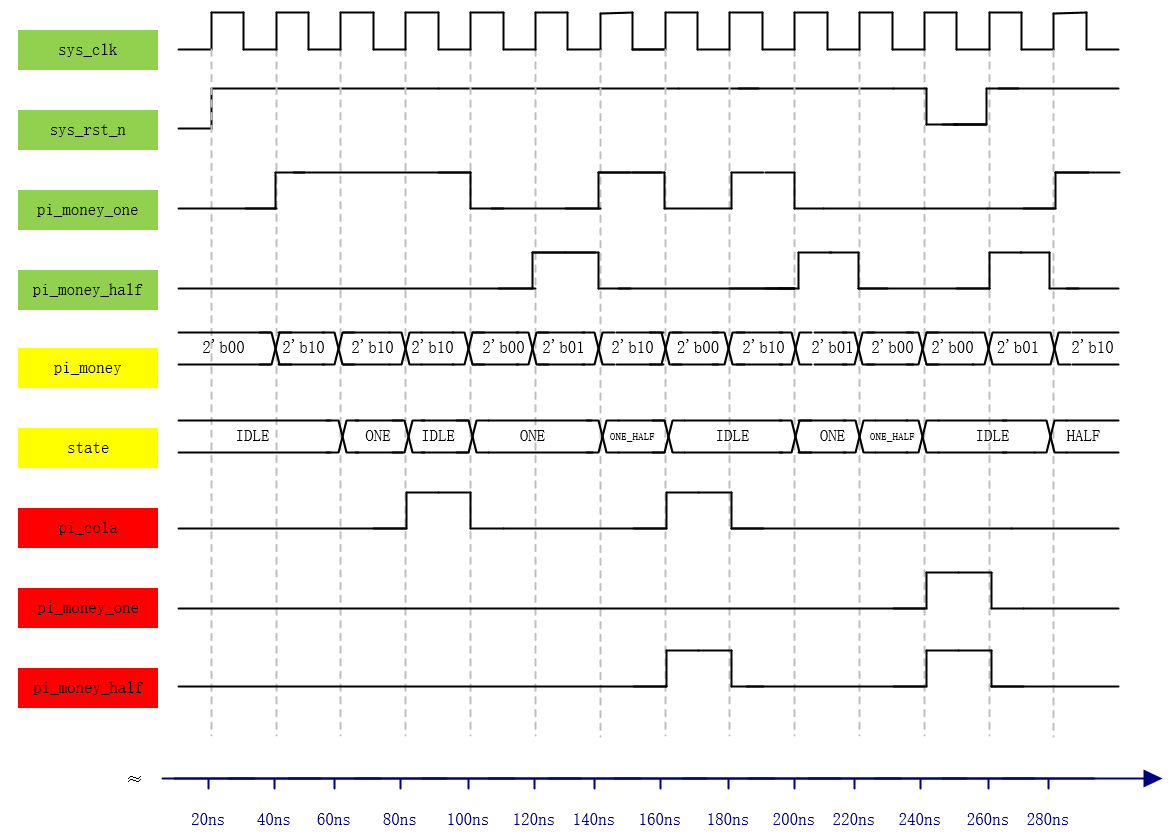 sys_clk
sys_rst_n
pi_money_one
pi_money_half
pi_money
2'b00 2'b10 2'b10 2'b10 2'b00 2'b01 2'b10 2'b00 2'b10 2'b01 2'b00 2'b00 2'b01 2'b10
state
IDLE ONE IDLE ONE ONE_HALF IDLE ONE ONE_HALF IDLE HALF
pi_cola
pi_money_one
pi_money_half
≈
20ns 40ns 60ns 80ns 100ns 120ns 140ns 160ns 180ns 200ns 220ns 240ns 260ns 280ns